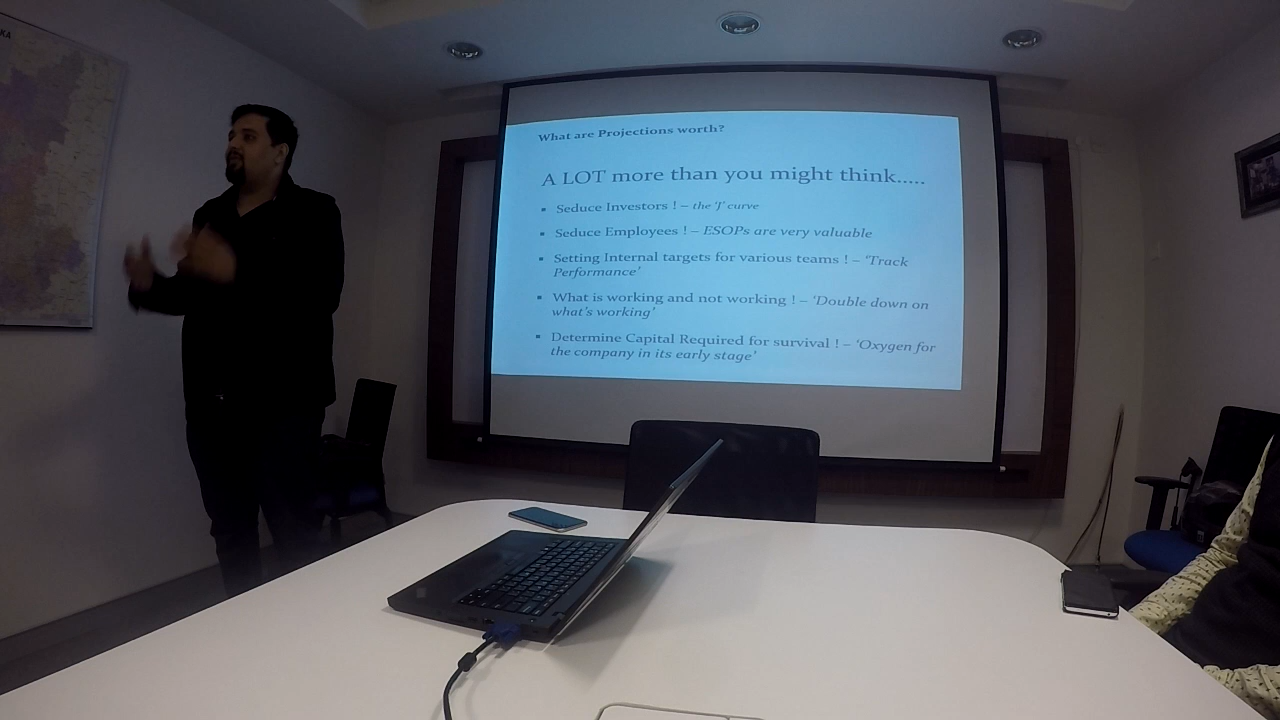 KA
What are Projections worth?
A LOT more than you might think.....
▪ Seduce Investors ! – the 'J' curve
▪ Seduce Employees ! – ESOPs are very valuable
▪ Setting Internal targets for various teams ! – 'Track
Performance'
▪ What is working and not working ! – 'Double down on
what's working'
▪ Determine Capital Required for survival ! – 'Oxygen for
the company in its early stage'